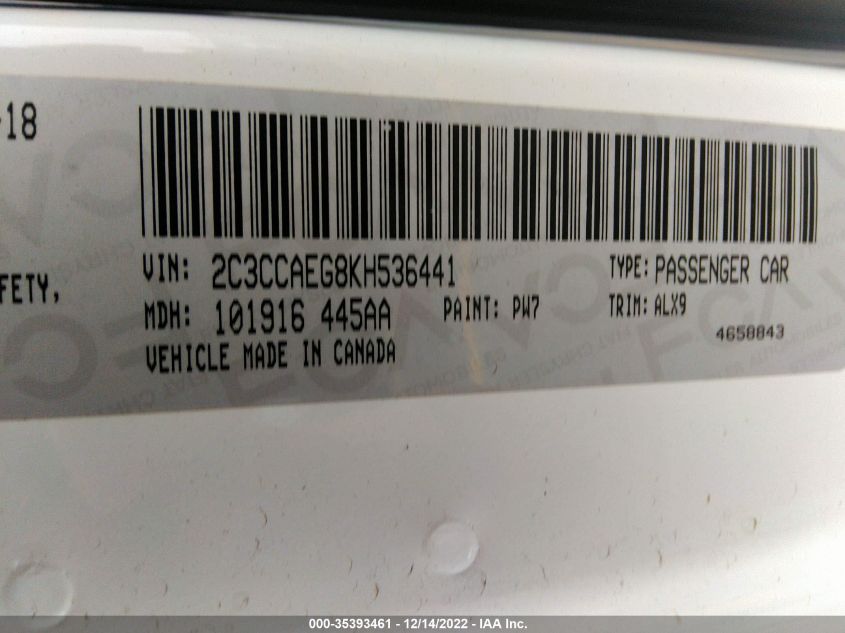 -18
VIN: 2C3CCAEG8KH536441 TYPE: PASSENGER CAR
FETY,
MDH: 101916 445AA PAINT: PW7 TRIM: ALX9
4658843
VEHICLE MADE IN CANADA
000-35393461 - 12/14/2022 - IAA Inc.